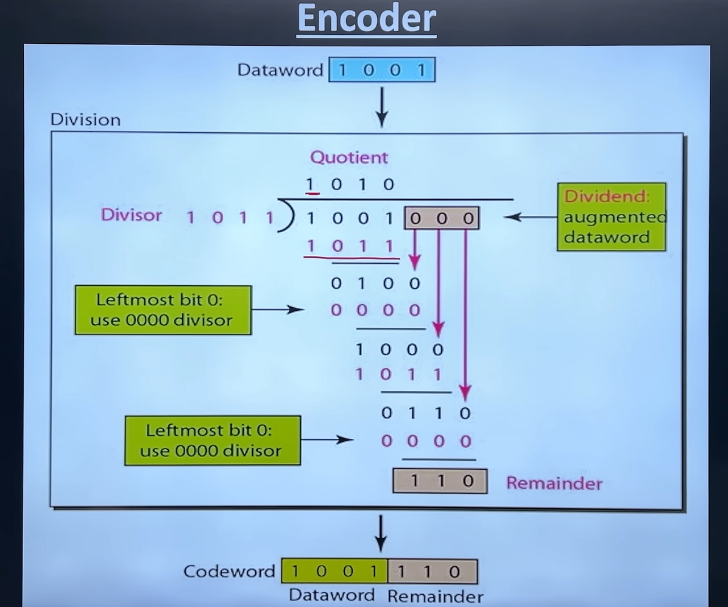 Encoder
Dataword 1 0 0 1
Division
Quotient
1 0 1 0
Divisor 1 0 1 1 ) 1 0 0 1 0 0 0
Dividend:
augmented
dataword
1 0 1 1
0 1 0 0
Leftmost bit 0:
use 0000 divisor
0 0 0 0
1 0 0 0
1 0 1 1
0 1 1 0
Leftmost bit 0:
use 0000 divisor
0 0 0 0
1 1 0 Remainder
Codeword 1 0 0 1 1 1 0
Dataword Remainder